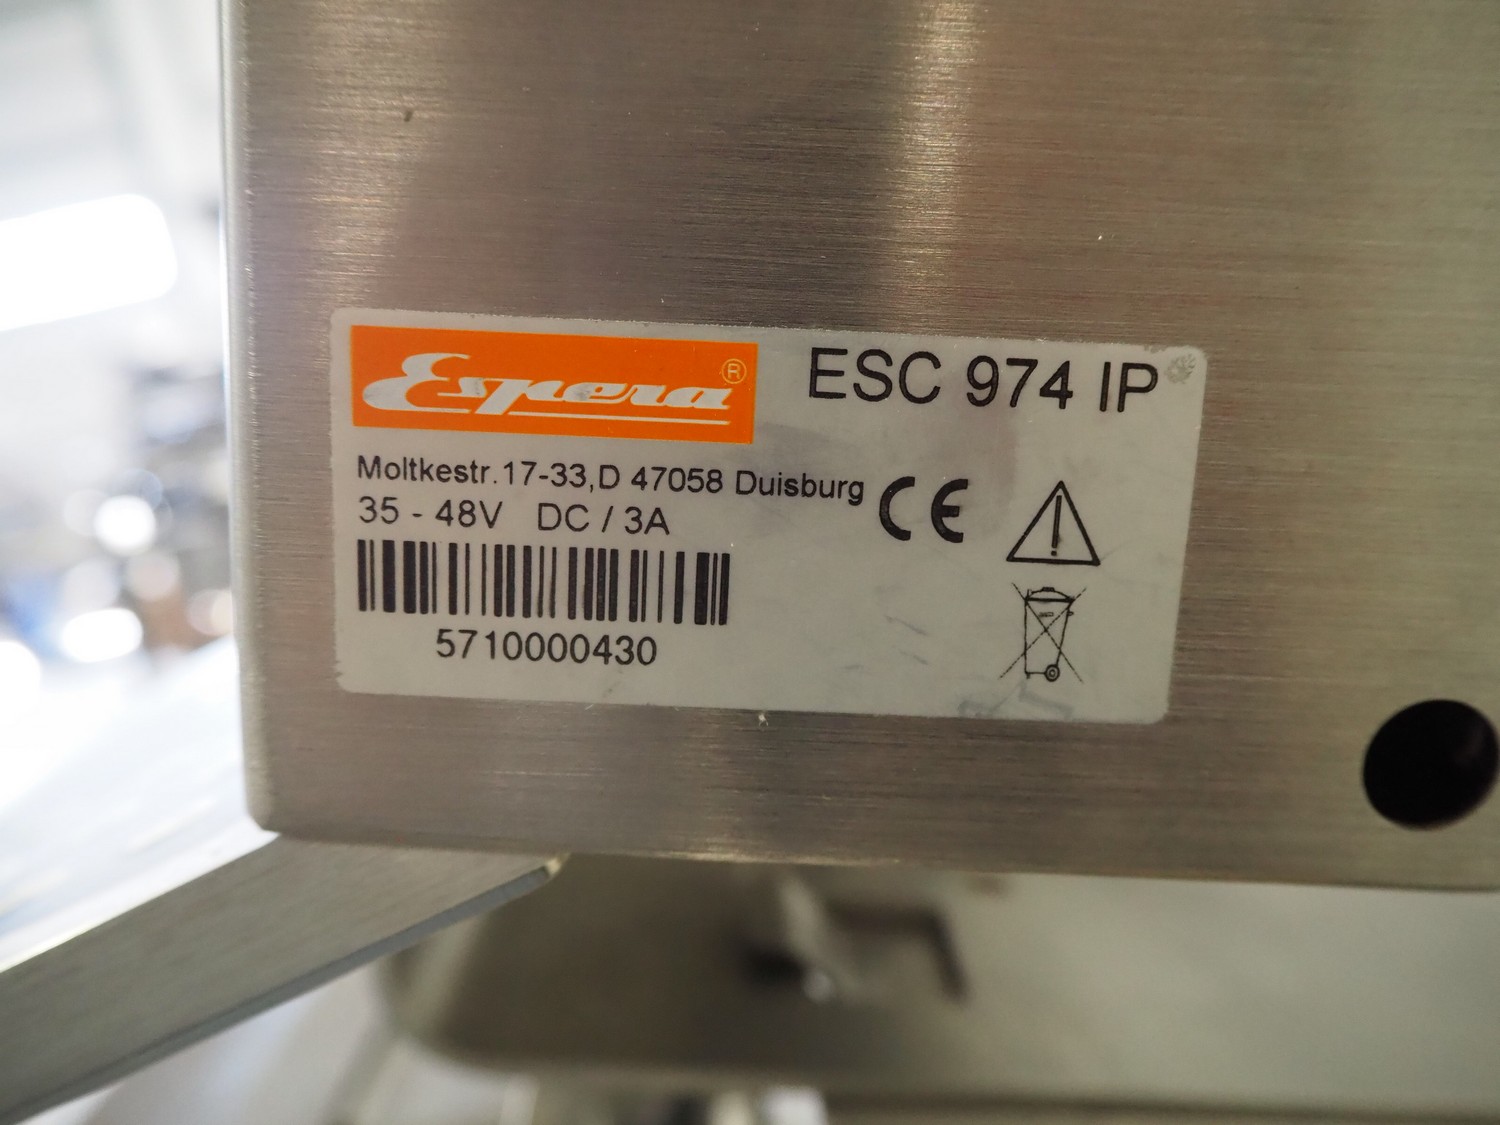 Espera®
ESC 974 IP
Moltkestr.17-33,D 47058 Duisburg
35 - 48V DC / 3A
CE
5710000430